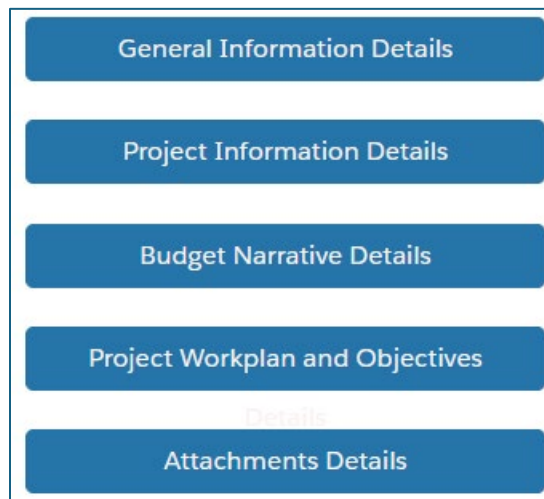 General Information Details
Project Information Details
Budget Narrative Details
Project Workplan and Objectives
Details
Attachments Details